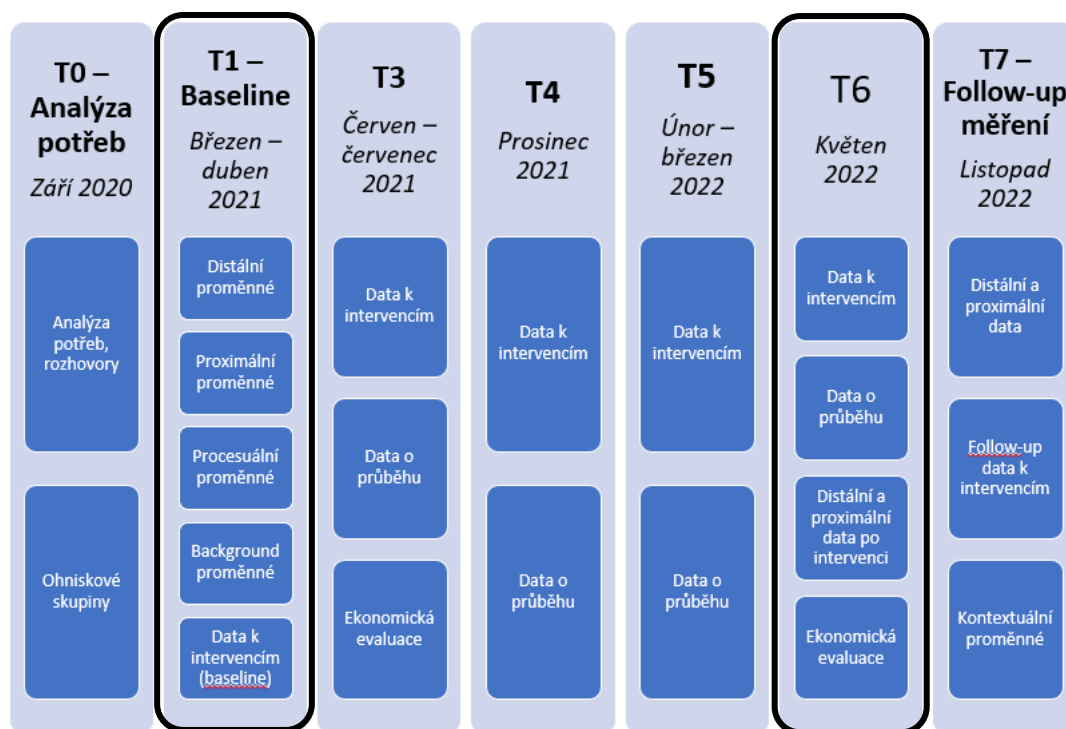 T0 –
Analýza
potřeb
Září 2020
Analýza
potřeb,
rozhovory
Ohniskové
skupiny
T1 –
Baseline
Březen –
duben
2021
Distální
proměnné
Proximální
proměnné
Procesuální
proměnné
Background
proměnné
Data k
intervencím
(baseline)
T3
Červen –
červenec
2021
Data k
intervencím
Data o
průběhu
Ekonomická
evaluace
T4
Prosinec
2021
Data k
intervencím
Data o
průběhu
T5
Únor –
březen
2022
Data k
intervencím
Data o
průběhu
T6
Květen
2022
Data k
intervencím
Data o
průběhu
Distální a
proximální
data po
intervenci
Ekonomická
evaluace
T7 –
Follow-up
měření
Listopad
2022
Distální a
proximální
data
Follow-up
data k
intervencím
Kontextuální
proměnné